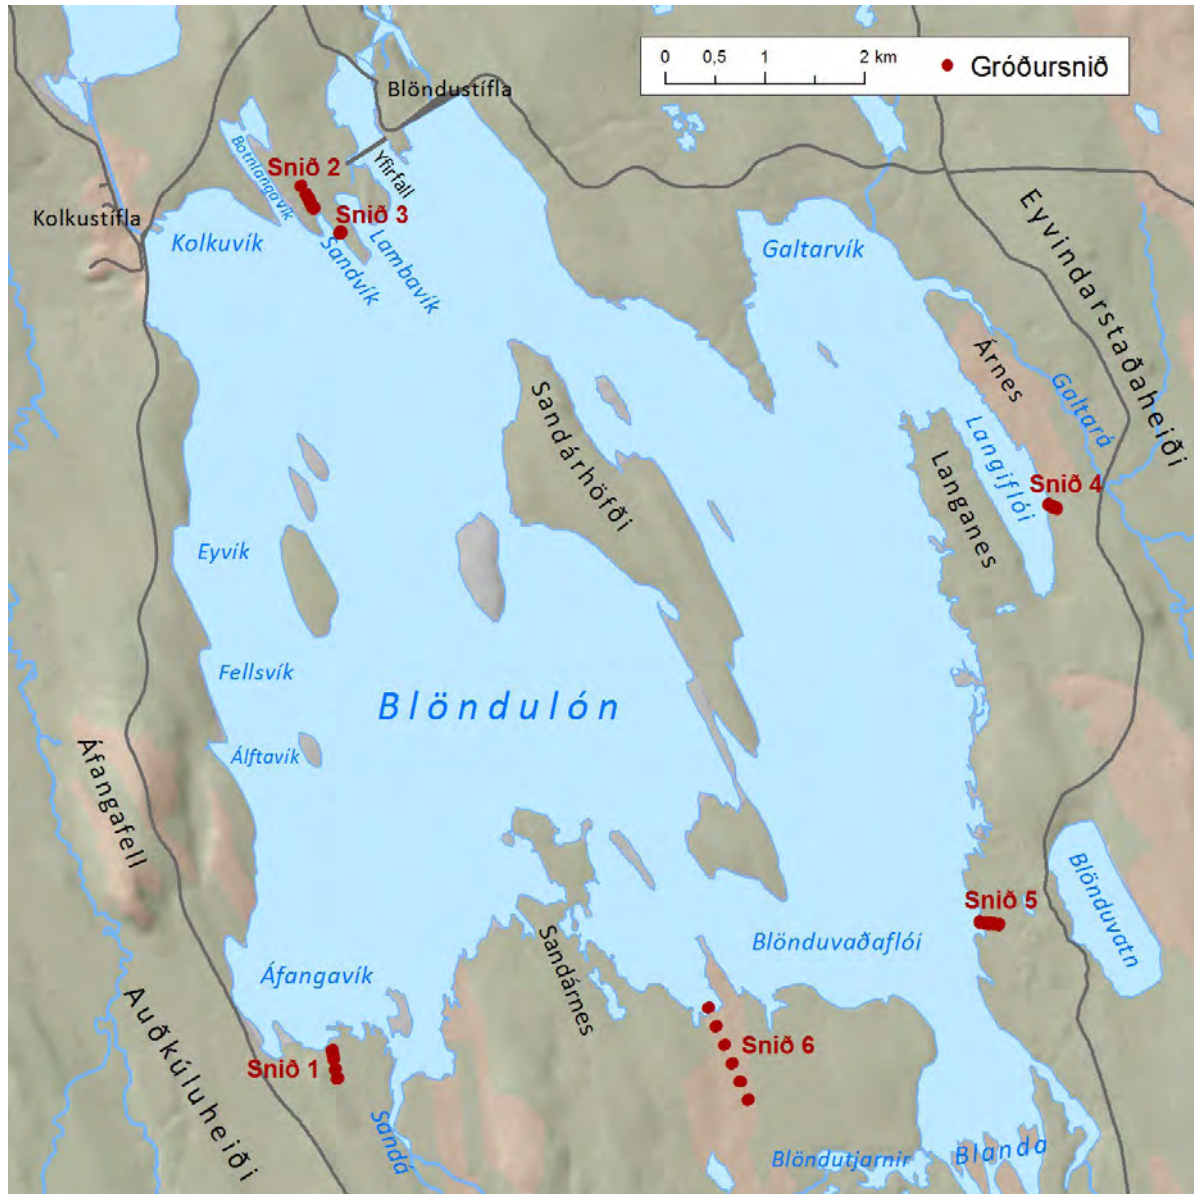 0 0,5 1 2 km
Gróðursnið
Blöndustífla
Yfirfall
Botnlangavík
Snið 2
Snið 3
Kolkustífla
Kolkuvík
Sandvík
Lambavík
Galtarvík
Eyvindarstaðaheiði
Árnes
Galtará
Sandárhöfði
Langiflói
Langanes
Snið 4
Eyvík
Fellsvík
Blöndulón
Álftavík
Áfangafell
Blönduvatn
Snið 5
Blönduvaðaflói
Sandárnes
Áfangavík
Auðkúluheiði
Snið 1
Snið 6
Sandá
Blöndutjarnir
Blanda